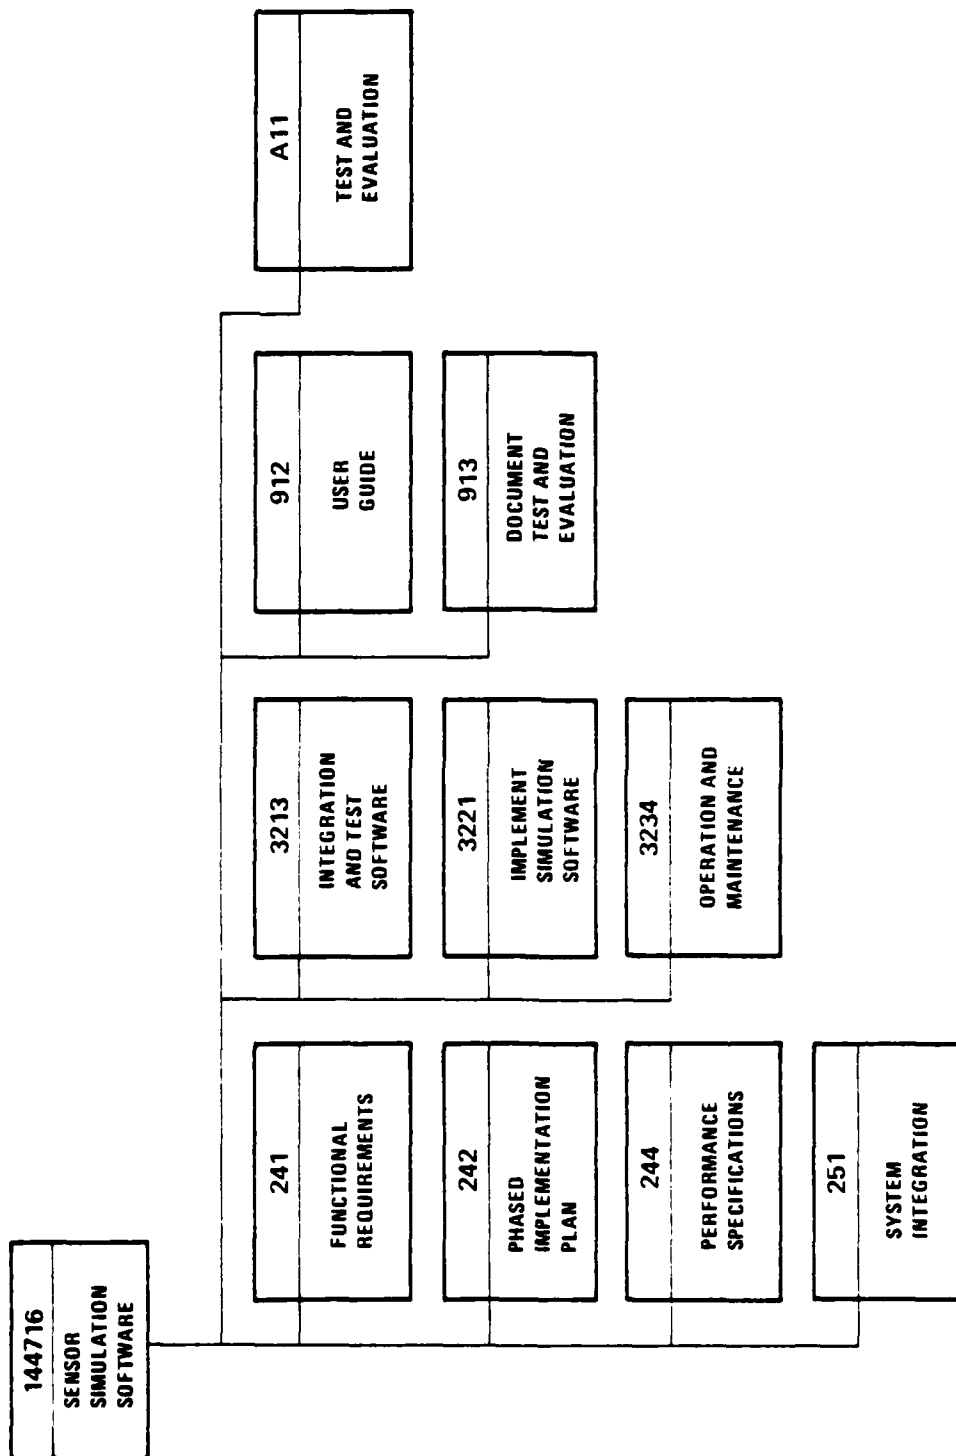 144716
SENSOR
SIMULATION
SOFTWARE
241
FUNCTIONAL
REQUIREMENTS
242
PHASED
IMPLEMENTATION
PLAN
244
PERFORMANCE
SPECIFICATIONS
251
SYSTEM
INTEGRATION
3213
INTEGRATION
AND TEST
SOFTWARE
3221
IMPLEMENT
SIMULATION
SOFTWARE
3234
OPERATION AND
MAINTENANCE
912
USER
GUIDE
913
DOCUMENT
TEST AND
EVALUATION
A11
TEST AND
EVALUATION